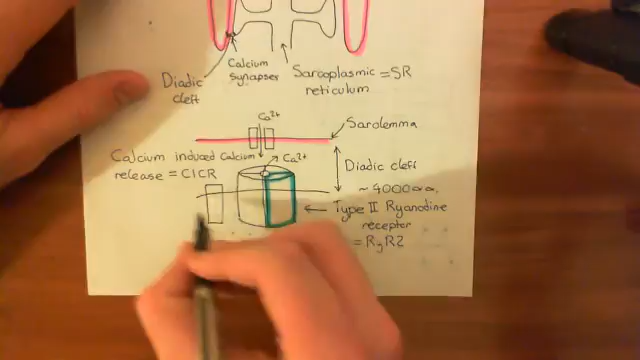 Diadic
cleft
Calcium
synapses
Sarcoplasmic = SR
reticulum
Ca2+
Sarolemma
Calcium induced Calcium
release = CICR
Ca2+
Diadic cleft
Type II Ryanodine
receptor
= RyR2